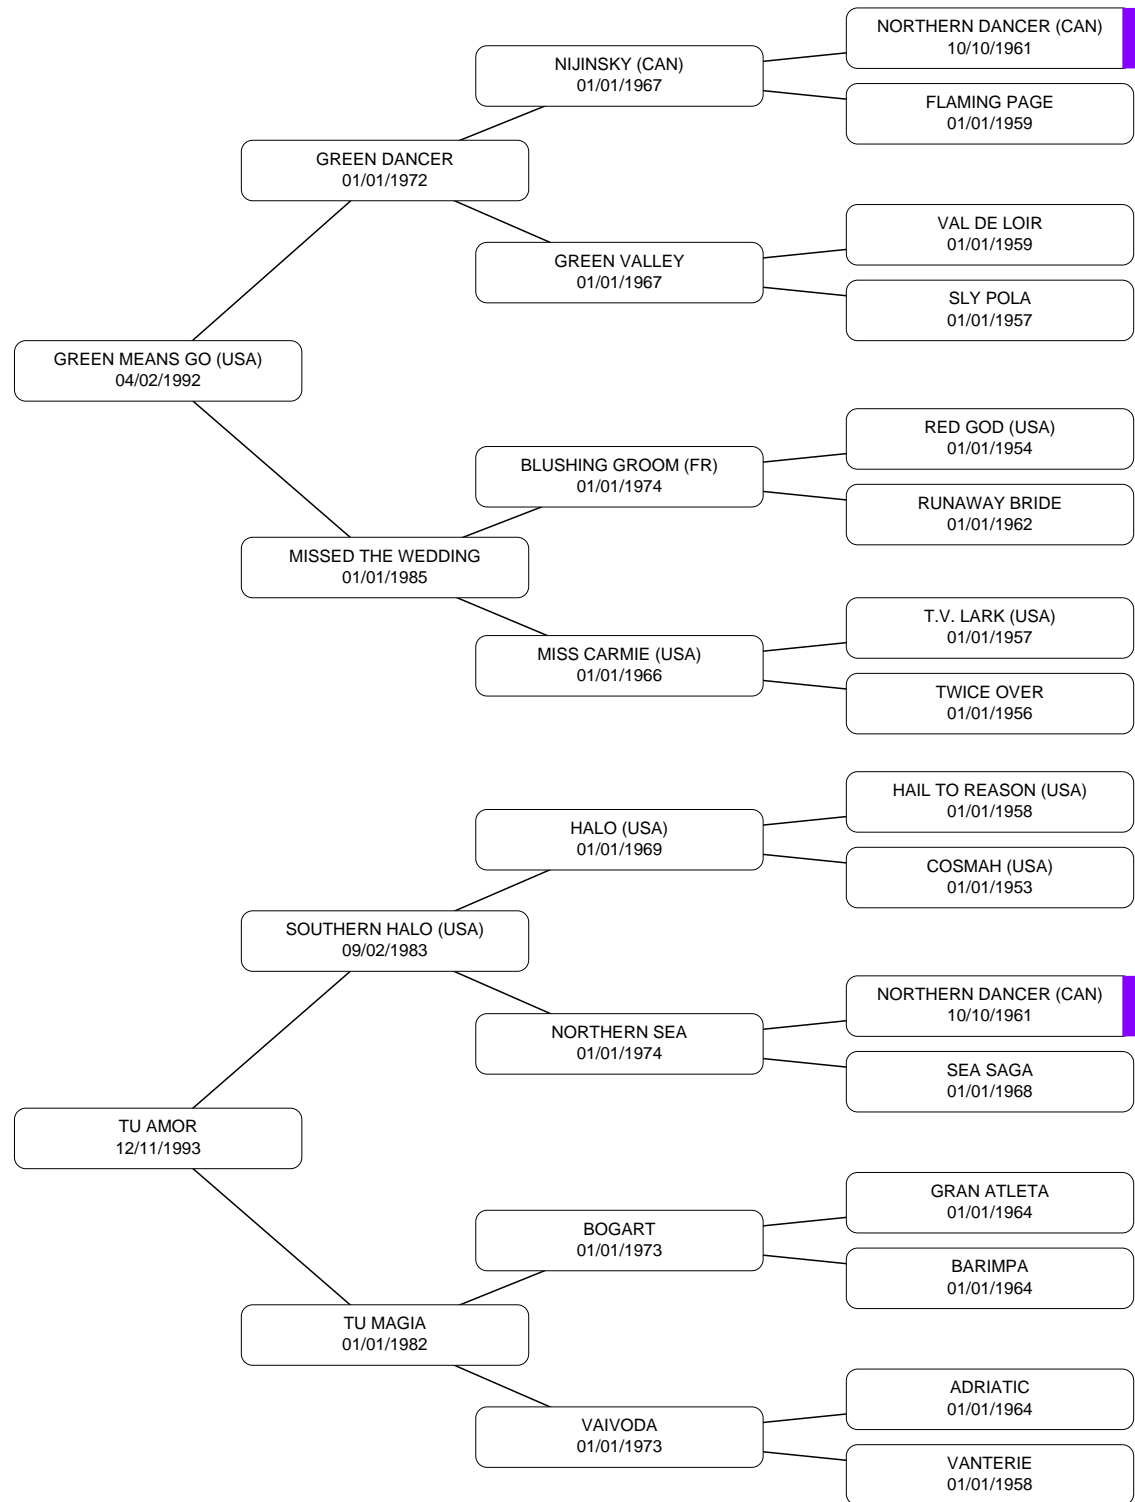 NORTHERN DANCER (CAN)
10/10/1961
NIJINSKY (CAN)
01/01/1967
FLAMING PAGE
01/01/1959
GREEN DANCER
01/01/1972
VAL DE LOIR
01/01/1959
GREEN VALLEY
01/01/1967
SLY POLA
01/01/1957
GREEN MEANS GO (USA)
04/02/1992
RED GOD (USA)
01/01/1954
BLUSHING GROOM (FR)
01/01/1974
RUNAWAY BRIDE
01/01/1962
MISSED THE WEDDING
01/01/1985
T.V. LARK (USA)
01/01/1957
MISS CARMIE (USA)
01/01/1966
TWICE OVER
01/01/1956
HAIL TO REASON (USA)
01/01/1958
HALO (USA)
01/01/1969
COSMAH (USA)
01/01/1953
SOUTHERN HALO (USA)
09/02/1983
NORTHERN DANCER (CAN)
10/10/1961
NORTHERN SEA
01/01/1974
SEA SAGA
01/01/1968
TU AMOR
12/11/1993
GRAN ATLETA
01/01/1964
BOGART
01/01/1973
BARIMPA
01/01/1964
TU MAGIA
01/01/1982
ADRIATIC
01/01/1964
VAIVODA
01/01/1973
VANTERIE
01/01/1958